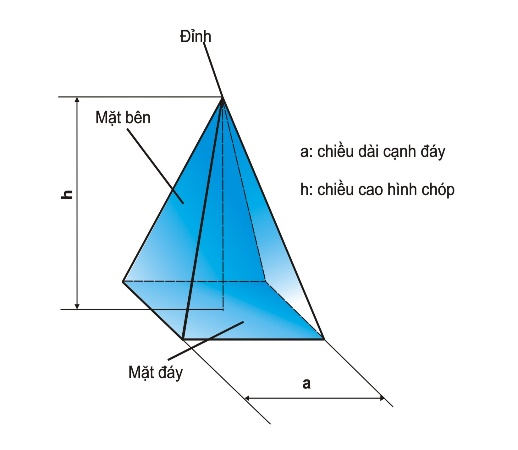 Đỉnh
Mặt bên
a: chiều dài cạnh đáy
h: chiều cao hình chóp
h
Mặt đáy
a